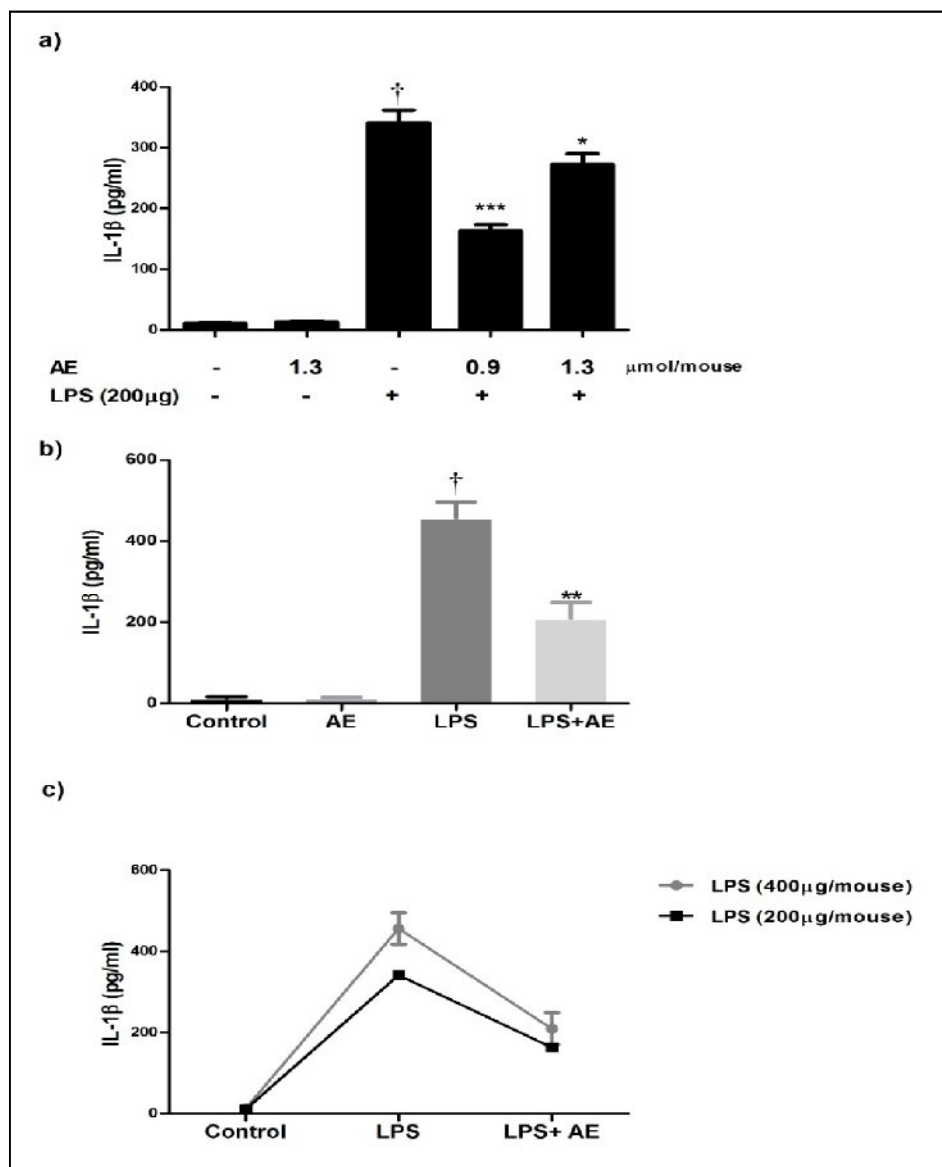 a)
400
†
300
*
200
***
100
0
IL-1β (pg/ml)
AE - 1.3 - 0.9 1.3 μmol/mouse
LPS (200μg) - - + + +
b)
600
†
400
200
**
0
IL-1β (pg/ml)
Control AE LPS LPS+AE
c)
600
LPS (400μg/mouse)
LPS (200μg/mouse)
400
200
0
IL-1β (pg/ml)
Control LPS LPS+ AE